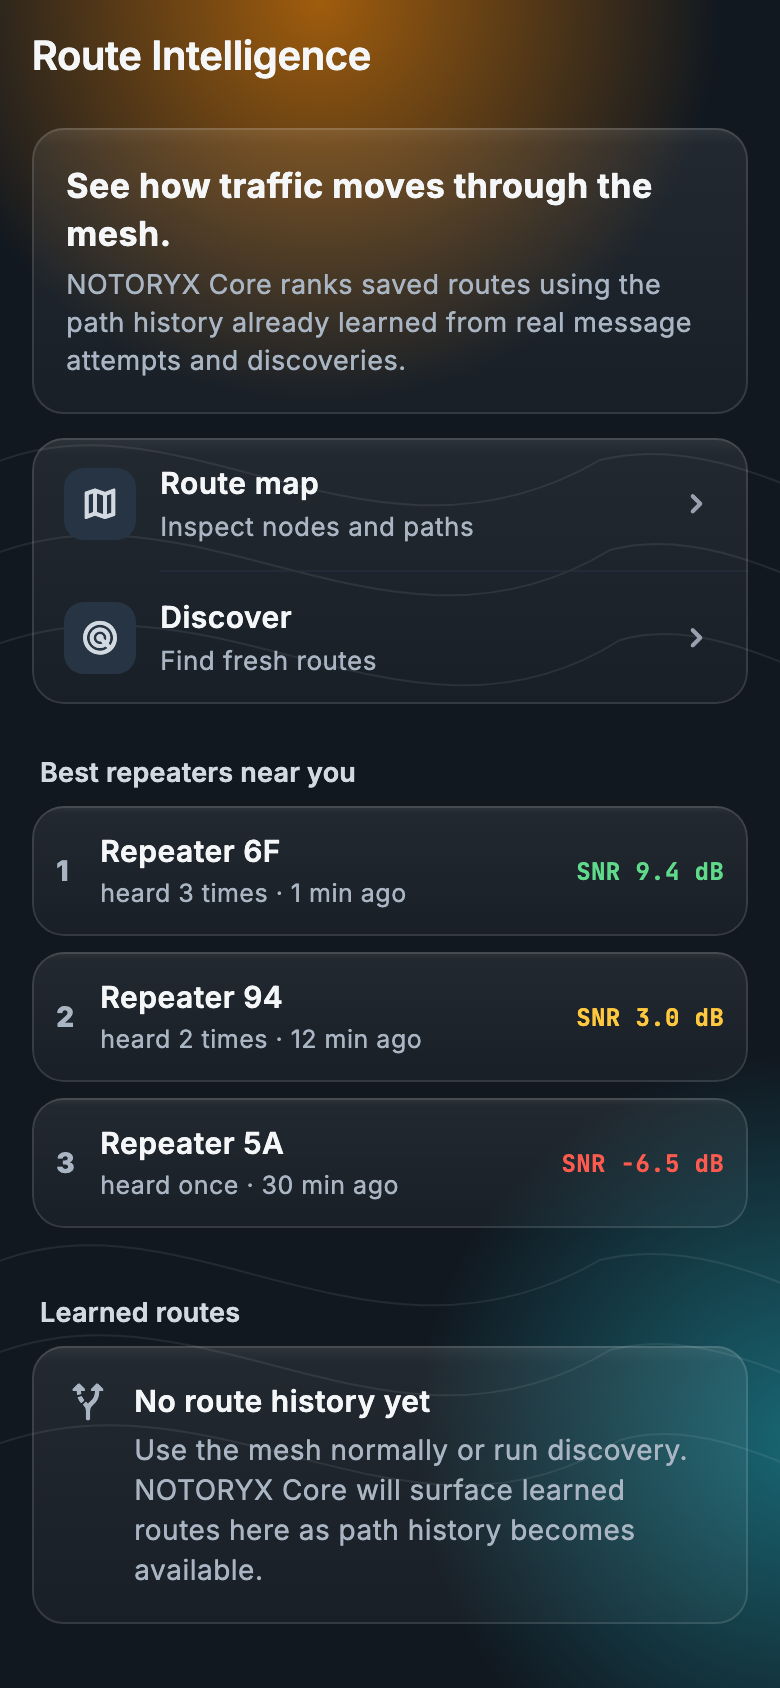 Route Intelligence
See how traffic moves through the
mesh.
NOTORYX Core ranks saved routes using the
path history already learned from real message
attempts and discoveries.
Route map
Inspect nodes and paths
Discover
Find fresh routes
Best repeaters near you
1
Repeater 6F
heard 3 times · 1 min ago
SNR 9.4 dB
2
Repeater 94
heard 2 times · 12 min ago
SNR 3.0 dB
3
Repeater 5A
heard once · 30 min ago
SNR -6.5 dB
Learned routes
No route history yet
Use the mesh normally or run discovery.
NOTORYX Core will surface learned
routes here as path history becomes
available.